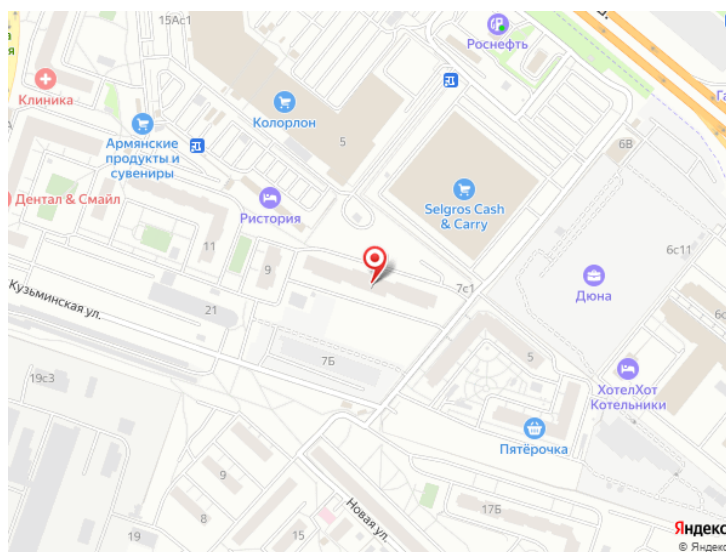 15Ас1
Роснефть
Клиника
Колорлон
5
Армянские
продукты и
сувениры
6В
Дентал & Смайл
Ристория
Selgros Cash
& Carry
11
9
6с11
7с1
Дюна
Кузьминская ул.
21
7Б
5
19с3
ХотелХот
Котельники
Пятёрочка
9
8
19
15
Новая ул.
17Б
Яндекс
© Яндекс